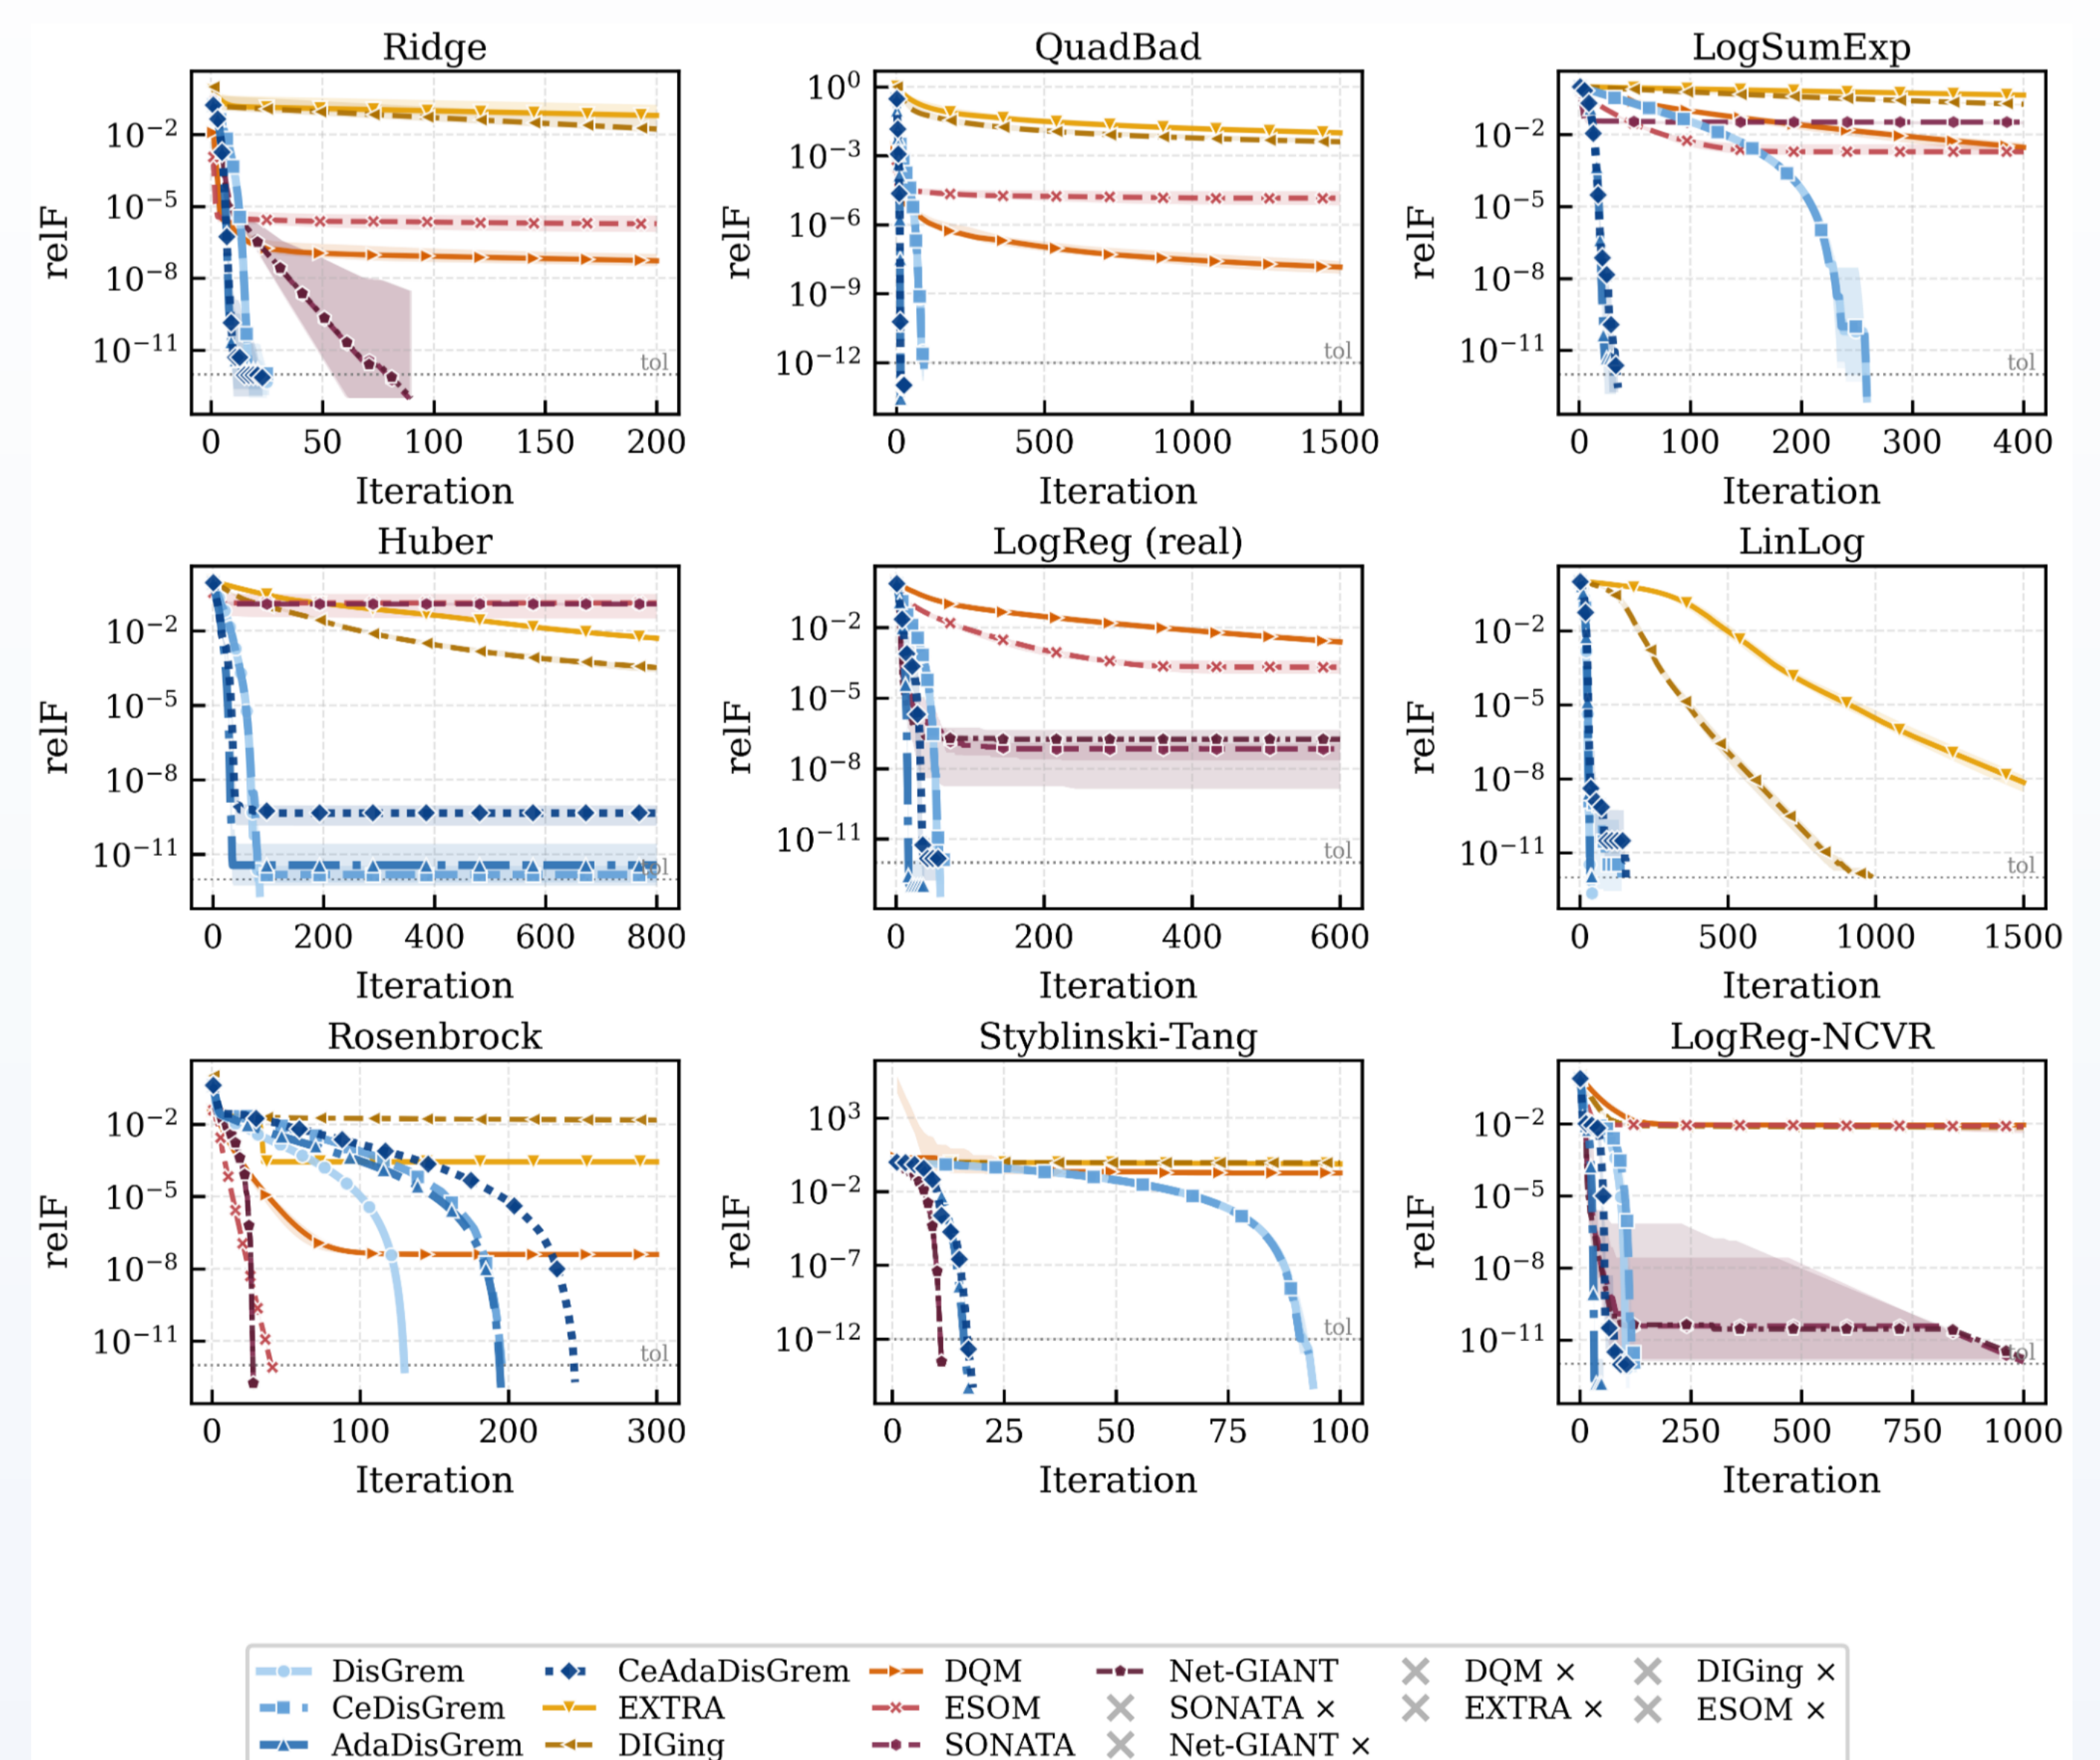 Ridge
relF
10⁻²
10⁻⁵
10⁻⁸
10⁻¹¹
tol
0 50 100 150 200
Iteration
QuadBad
relF
10⁰
10⁻³
10⁻⁶
10⁻⁹
10⁻¹²
tol
0 500 1000 1500
Iteration
LogSumExp
relF
10⁻²
10⁻⁵
10⁻⁸
10⁻¹¹
tol
0 100 200 300 400
Iteration
Huber
relF
10⁻²
10⁻⁵
10⁻⁸
10⁻¹¹
tol
0 200 400 600 800
Iteration
LogReg (real)
relF
10⁻²
10⁻⁵
10⁻⁸
10⁻¹¹
tol
0 200 400 600
Iteration
LinLog
relF
10⁻²
10⁻⁵
10⁻⁸
10⁻¹¹
tol
0 500 1000 1500
Iteration
Rosenbrock
relF
10⁻²
10⁻⁵
10⁻⁸
10⁻¹¹
tol
0 100 200 300
Iteration
Styblinski-Tang
relF
10³
10⁻²
10⁻⁷
10⁻¹²
tol
0 25 50 75 100
Iteration
LogReg-NCVR
relF
10⁻²
10⁻⁵
10⁻⁸
10⁻¹¹
tol
0 250 500 750 1000
Iteration
DisGrem CeAdaDisGrem DQM Net-GIANT DQM × DIGing ×
CeDisGrem EXTRA ESOM SONATA × EXTRA × ESOM ×
AdaDisGrem DIGing SONATA Net-GIANT ×